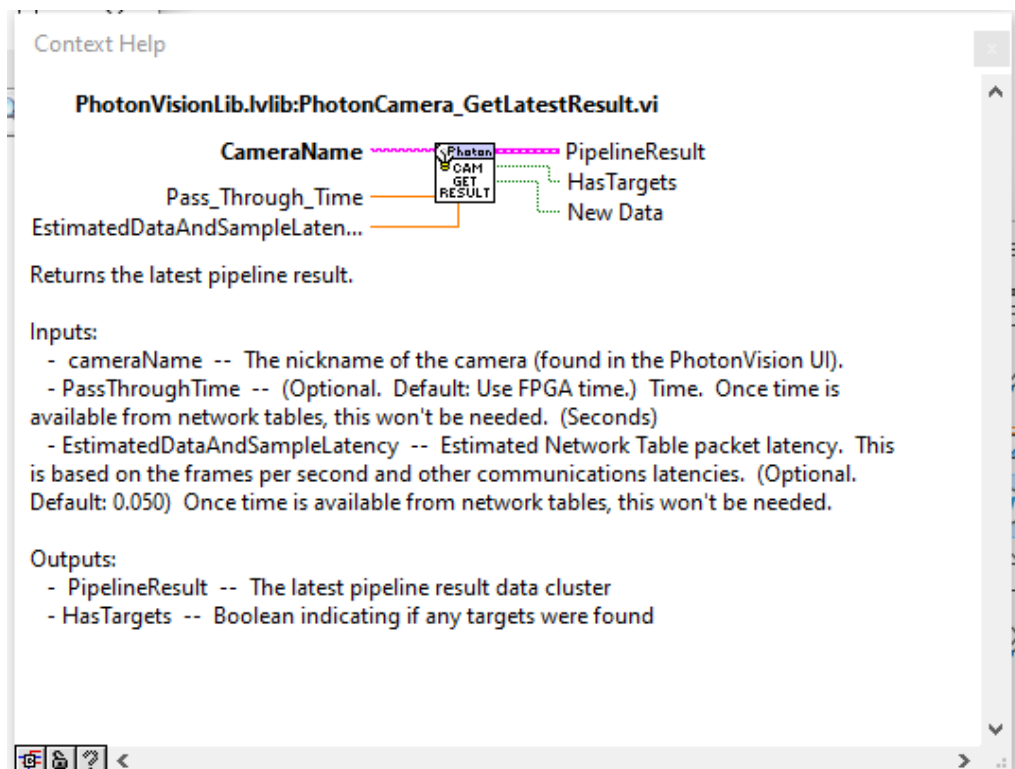 Context Help
PhotonVisionLib.lvlib:PhotonCamera_GetLatestResult.vi
CameraName
Pass_Through_Time
EstimatedDataAndSampleLaten...
Photon
CAM
GET
RESULT
PipelineResult
HasTargets
New Data
Returns the latest pipeline result.
Inputs:
- cameraName -- The nickname of the camera (found in the PhotonVision UI).
- PassThroughTime -- (Optional. Default: Use FPGA time.) Time. Once time is
available from network tables, this won't be needed. (Seconds)
- EstimatedDataAndSampleLatency -- Estimated Network Table packet latency. This
is based on the frames per second and other communications latencies. (Optional.
Default: 0.050) Once time is available from network tables, this won't be needed.
Outputs:
- PipelineResult -- The latest pipeline result data cluster
- HasTargets -- Boolean indicating if any targets were found